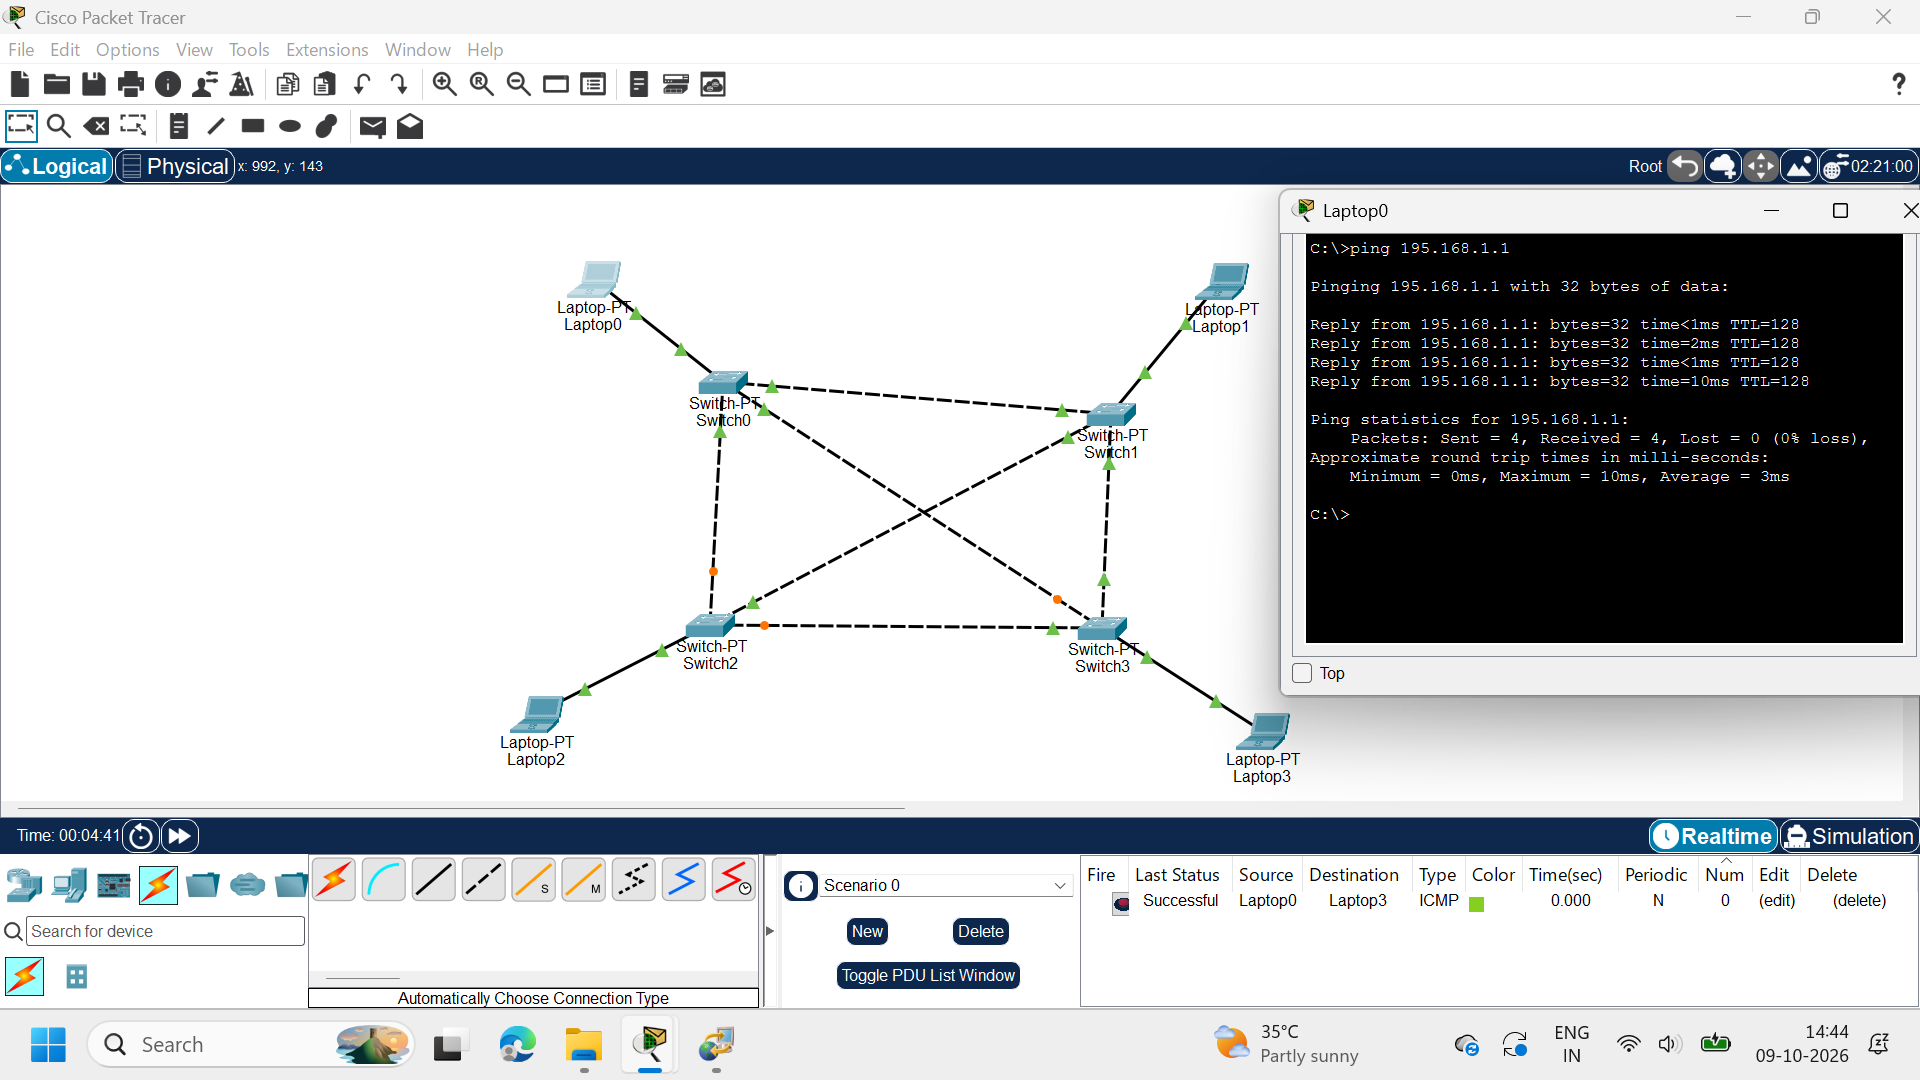 Cisco Packet Tracer
File Edit Options View Tools Extensions Window Help
Logical Physical x: 992, y: 143 Root 02:21:00
Laptop0
C:\>ping 195.168.1.1
Pinging 195.168.1.1 with 32 bytes of data:
Reply from 195.168.1.1: bytes=32 time<1ms TTL=128
Reply from 195.168.1.1: bytes=32 time=2ms TTL=128
Reply from 195.168.1.1: bytes=32 time<1ms TTL=128
Reply from 195.168.1.1: bytes=32 time=10ms TTL=128
Ping statistics for 195.168.1.1:
Packets: Sent = 4, Received = 4, Lost = 0 (0% loss),
Approximate round trip times in milli-seconds:
Minimum = 0ms, Maximum = 10ms, Average = 3ms
C:\>
Top
Laptop-PT
Laptop0
Laptop-PT
Laptop1
Switch-PT
Switch0
Switch-PT
Switch1
Switch-PT
Switch2
Switch-PT
Switch3
Laptop-PT
Laptop2
Laptop-PT
Laptop3
Time: 00:04:41 Realtime Simulation
S M
Search for device
Automatically Choose Connection Type
Scenario 0
New Delete
Toggle PDU List Window
Fire Last Status Source Destination Type Color Time(sec) Periodic Num Edit Delete
Successful Laptop0 Laptop3 ICMP 0.000 N 0 (edit) (delete)
Search
35°C
Partly sunny
ENG
IN
14:44
09-10-2026